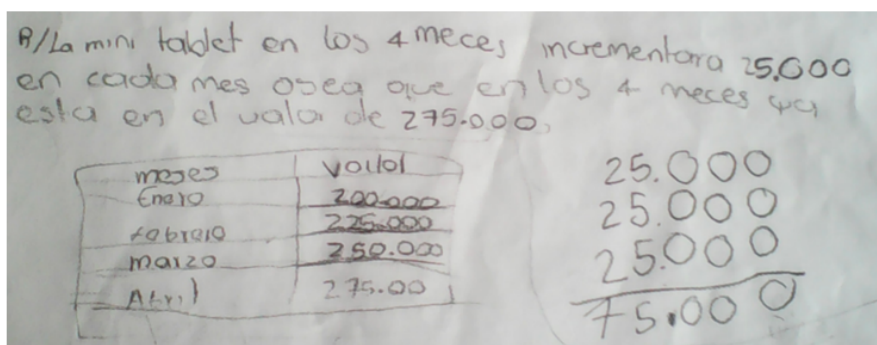 R/La mini tablet en los 4 meces incrementara 25.000
en cada mes osea que en los 4 meces ya
esta en el valor de 275.000,
meses valor
Enero 200.000
febrero 225.000
marzo 250.000
Abril 275.00
25.000
25.000
25.000
75.000